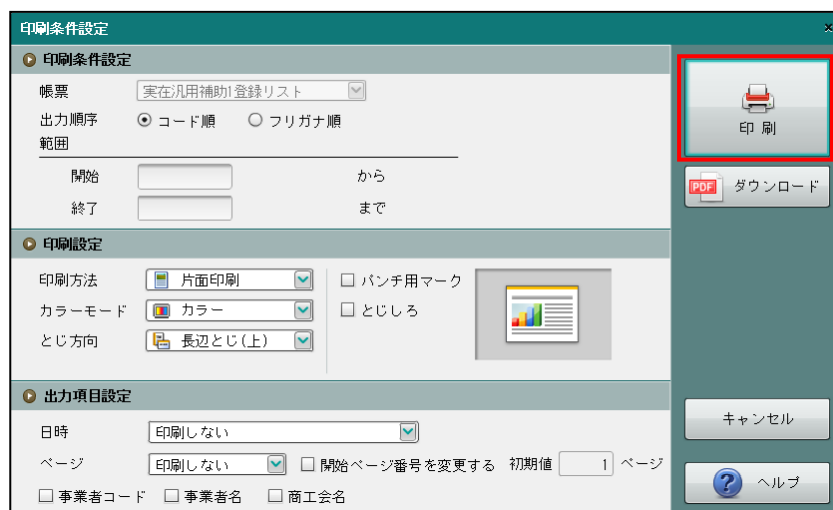 印刷条件設定
×
印刷条件設定
帳票 実在汎用補助1登録リスト
出力順序 コード順 フリガナ順
範囲
開始 から
終了 まで
印刷設定
印刷方法 片面印刷 パンチ用マーク
カラーモード カラー とじしろ
とじ方向 長辺とじ(上)
出力項目設定
日時 印刷しない
ページ 印刷しない 開始ページ番号を変更する 初期値 1 ページ
事業者コード 事業者名 商工会名
印 刷
PDF ダウンロード
キャンセル
? ヘルプ